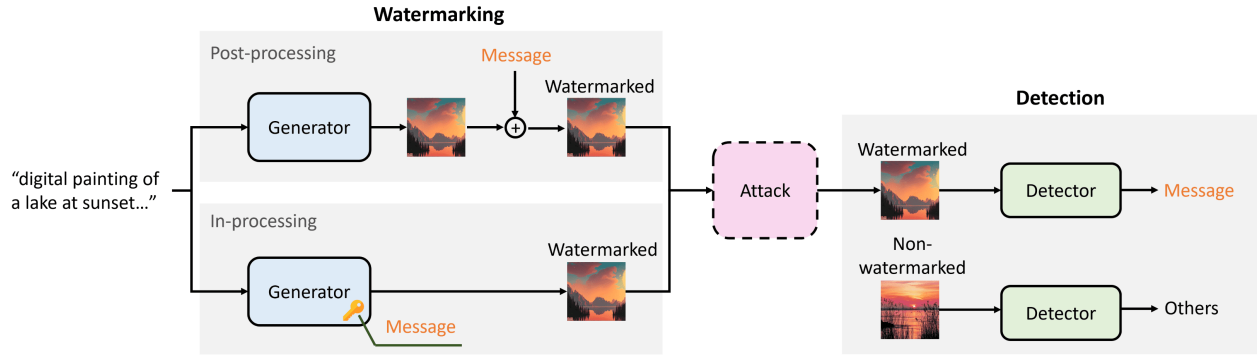 Watermarking
Post-processing
Message
Watermarked
Generator
+
“digital painting of
a lake at sunset...”
In-processing
Watermarked
Generator
Message
Attack
Detection
Watermarked
Detector
Message
Non-
watermarked
Detector
Others